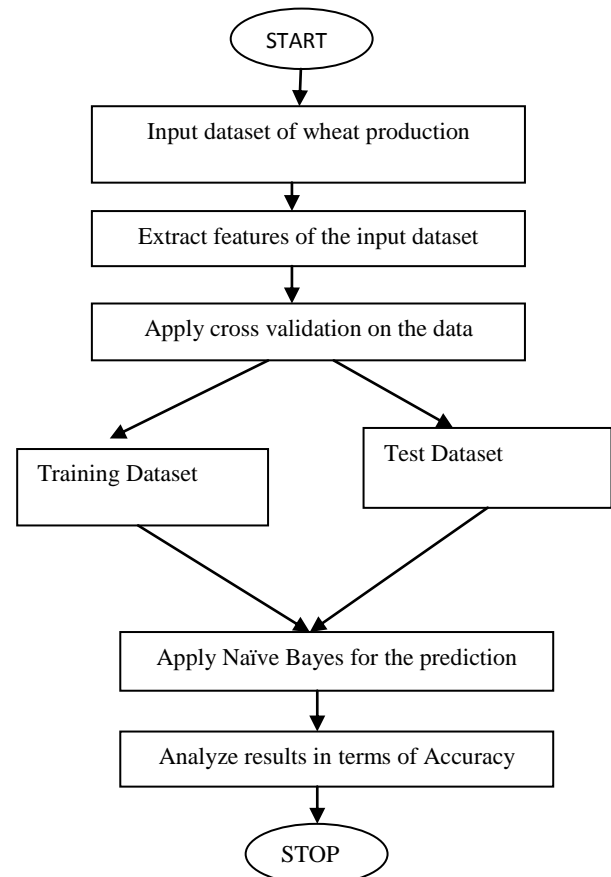 START
Input dataset of wheat production
Extract features of the input dataset
Apply cross validation on the data
Training Dataset
Test Dataset
Apply Naïve Bayes for the prediction
Analyze results in terms of Accuracy
STOP